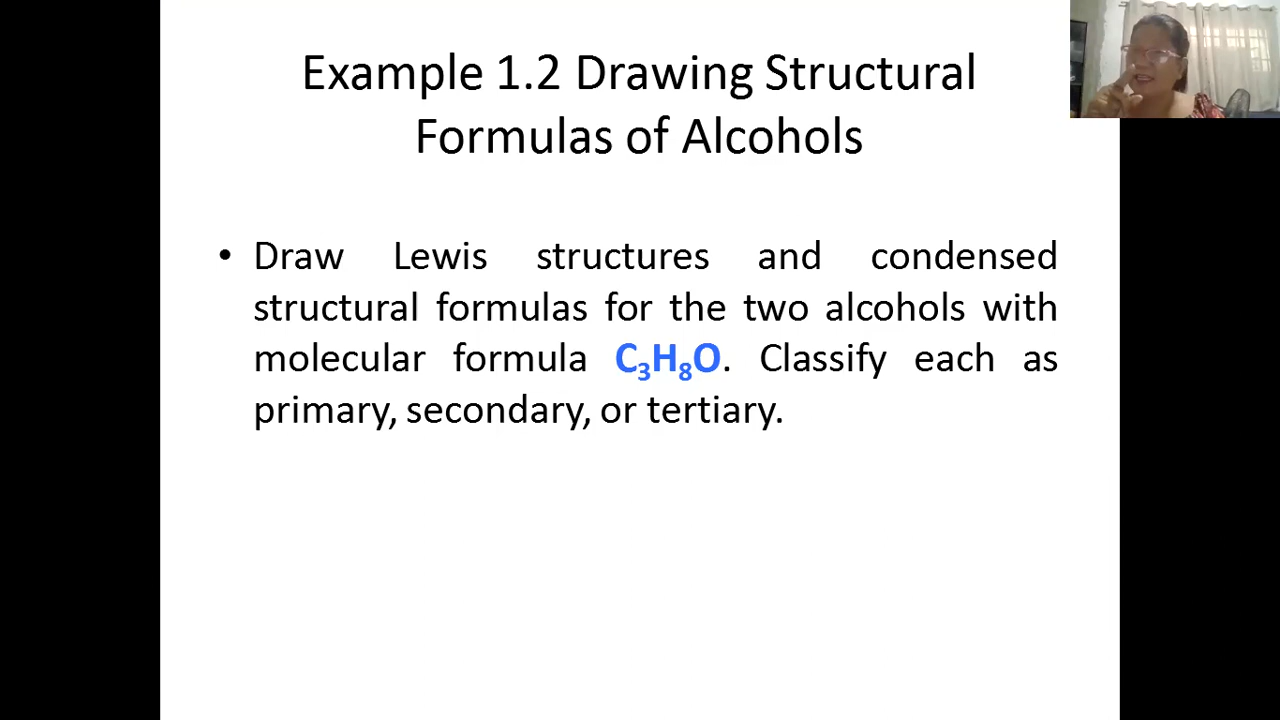 Example 1.2 Drawing Structural
Formulas of Alcohols
• Draw Lewis structures and condensed
structural formulas for the two alcohols with
molecular formula C₃H₈O. Classify each as
primary, secondary, or tertiary.